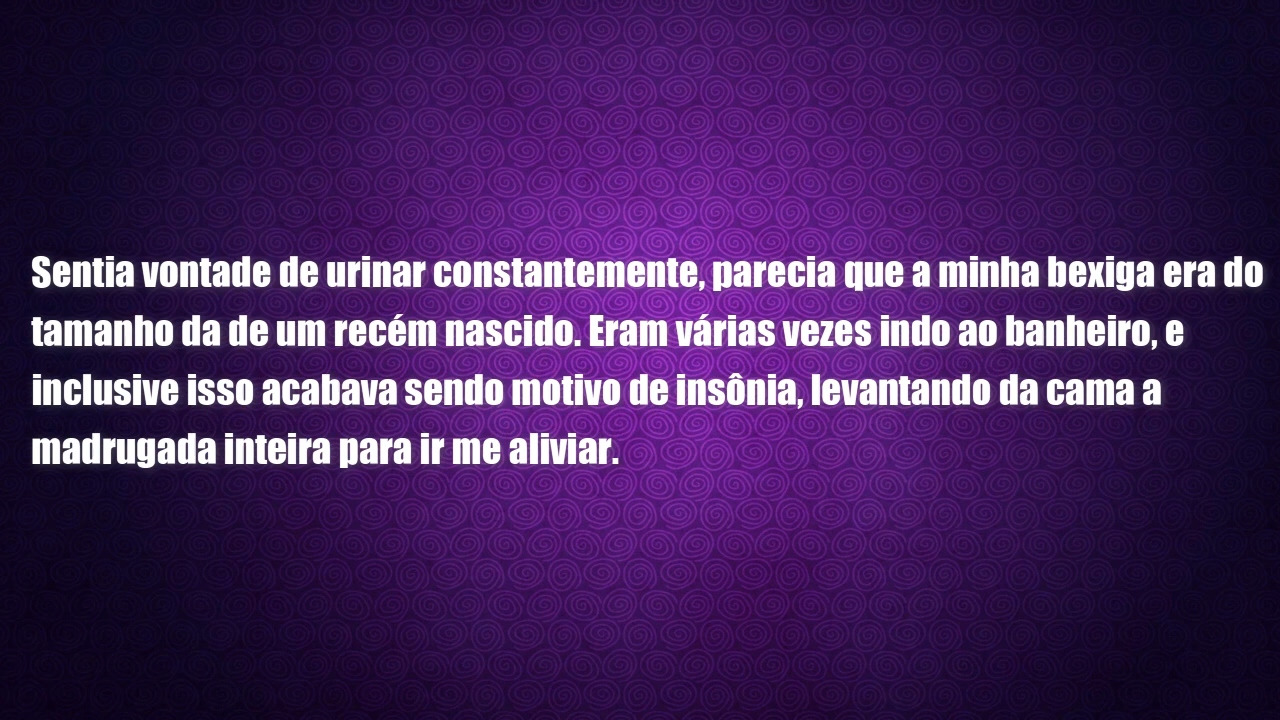 Sentia vontade de urinar constantemente, parecia que a minha bexiga era do
tamanho da de um recém nascido. Eram várias vezes indo ao banheiro, e
inclusive isso acabava sendo motivo de insônia, levantando da cama a
madrugada inteira para ir me aliviar.